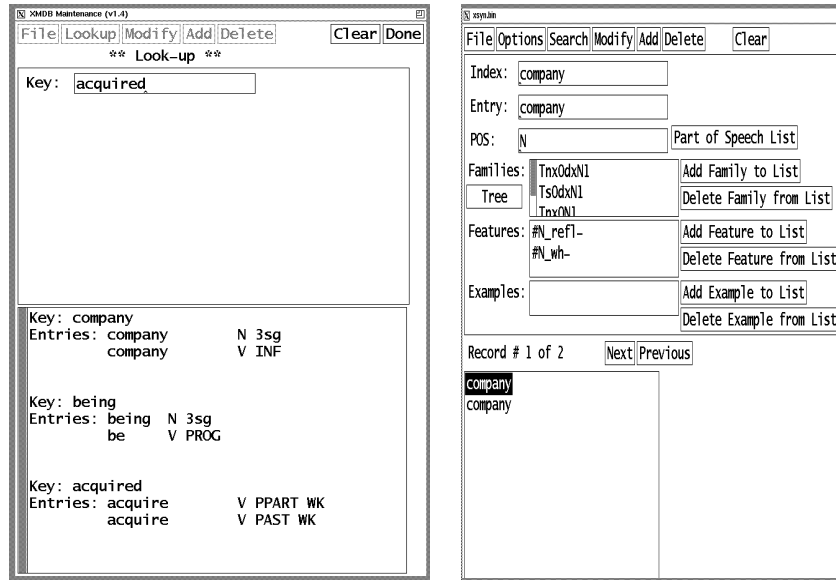 XMDB Maintenance (v1.4)
File Lookup Modify Add Delete Clear Done
** Look-up **
Key: acquired
Key: company
Entries: company N 3sg
company V INF
Key: being
Entries: being N 3sg
be V PROG
Key: acquired
Entries: acquire V PPART WK
acquire V PAST WK
xsyn.bin
File Options Search Modify Add Delete Clear
Index: company
Entry: company
POS: N Part of Speech List
Families: Tnx0dxN1 Add Family to List
Tree Ts0dxN1 Delete Family from List
Tnx0N1
Features: #N_refl- Add Feature to List
#N_wh- Delete Feature from List
Examples: Add Example to List
Delete Example from List
Record # 1 of 2 Next Previous
company
company